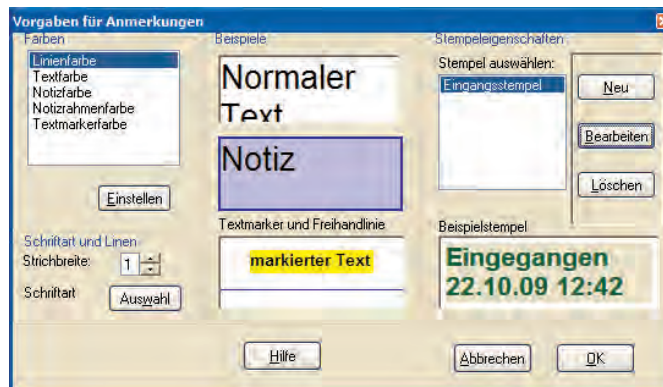 Vorgaben für Anmerkungen
Farben
Linienfarbe
Textfarbe
Notizfarbe
Notizrahmenfarbe
Textmarkerfarbe
Einstellen
Schriftart und Linen
Strichbreite:
1
Schriftart
Auswahl
Beispiele
Normaler
Text
Notiz
Textmarker und Freihandlinie
markierter Text
Stempeleigenschaften
Stempel auswählen:
Eingangsstempel
Neu
Bearbeiten
Löschen
Beispielstempel
Eingegangen
22.10.09 12:42
Hilfe
Abbrechen
OK